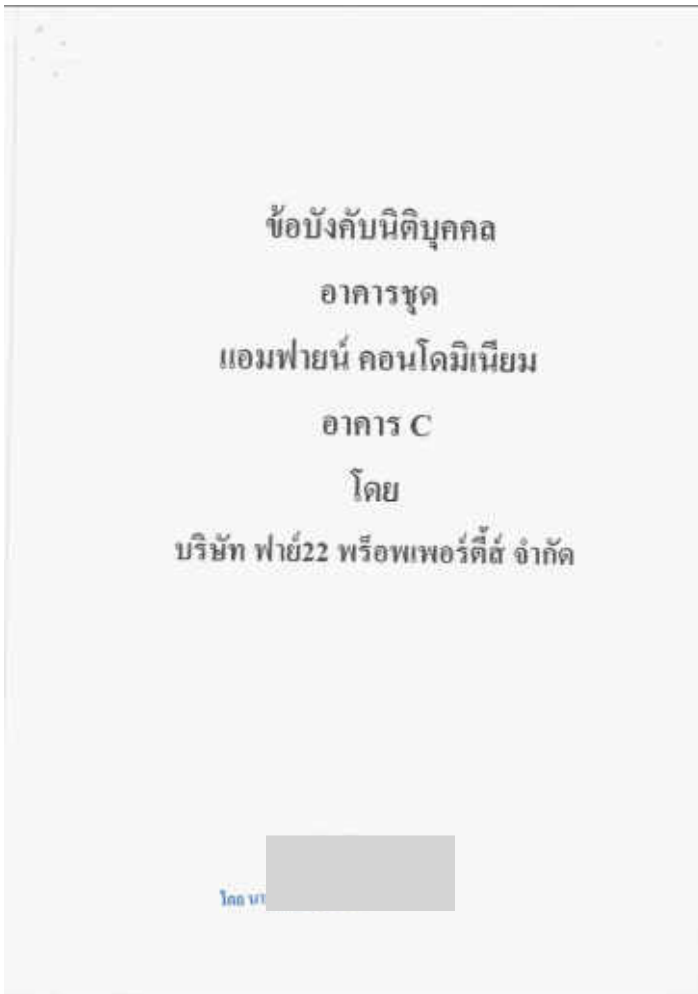 ข้อบังคับนิติบุคคล
อาคารชุด
แอมฟายน์ คอนโดมิเนียม
อาคาร C
โดย
บริษัท ฟาย์22 พร็อพเพอร์ตี้ส์ จำกัด
โดย